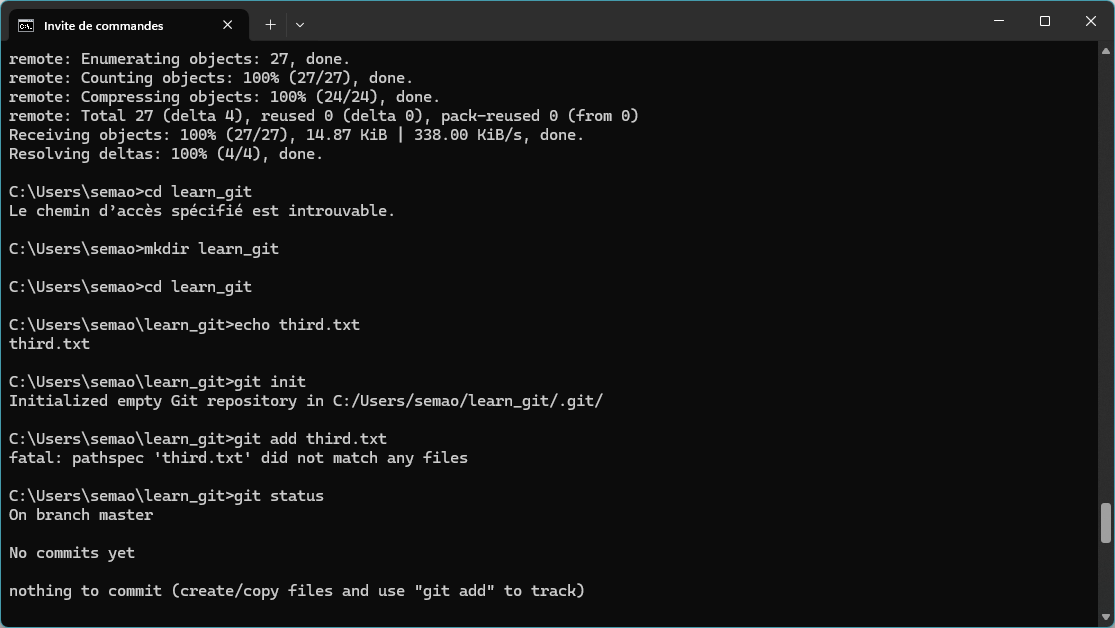 Invite de commandes
remote: Enumerating objects: 27, done.
remote: Counting objects: 100% (27/27), done.
remote: Compressing objects: 100% (24/24), done.
remote: Total 27 (delta 4), reused 0 (delta 0), pack-reused 0 (from 0)
Receiving objects: 100% (27/27), 14.87 KiB | 338.00 KiB/s, done.
Resolving deltas: 100% (4/4), done.
C:\Users\semao>cd learn_git
Le chemin d’accès spécifié est introuvable.
C:\Users\semao>mkdir learn_git
C:\Users\semao>cd learn_git
C:\Users\semao\learn_git>echo third.txt
third.txt
C:\Users\semao\learn_git>git init
Initialized empty Git repository in C:/Users/semao/learn_git/.git/
C:\Users\semao\learn_git>git add third.txt
fatal: pathspec 'third.txt' did not match any files
C:\Users\semao\learn_git>git status
On branch master
No commits yet
nothing to commit (create/copy files and use "git add" to track)